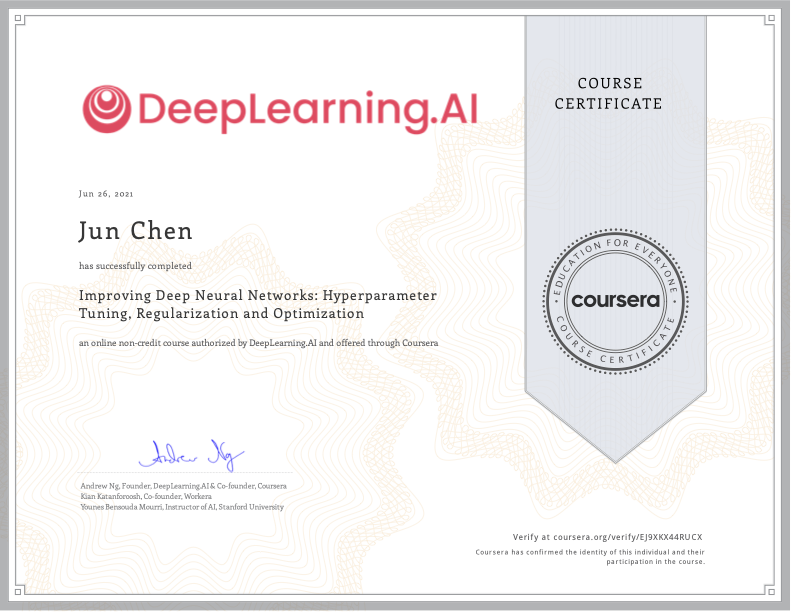 DeepLearning.AI
COURSE
CERTIFICATE
Jun 26, 2021
Jun Chen
has successfully completed
Improving Deep Neural Networks: Hyperparameter
Tuning, Regularization and Optimization
an online non-credit course authorized by DeepLearning.AI and offered through Coursera
EDUCATION FOR EVERYONE
coursera
COURSE CERTIFICATE
Andrew Ng
Andrew Ng, Founder, DeepLearning.AI & Co-founder, Coursera
Kian Katanforoosh, Co-founder, Workera
Younes Bensouda Mourri, Instructor of AI, Stanford University
Verify at coursera.org/verify/EJ9XKX44RUCX
Coursera has confirmed the identity of this individual and their
participation in the course.